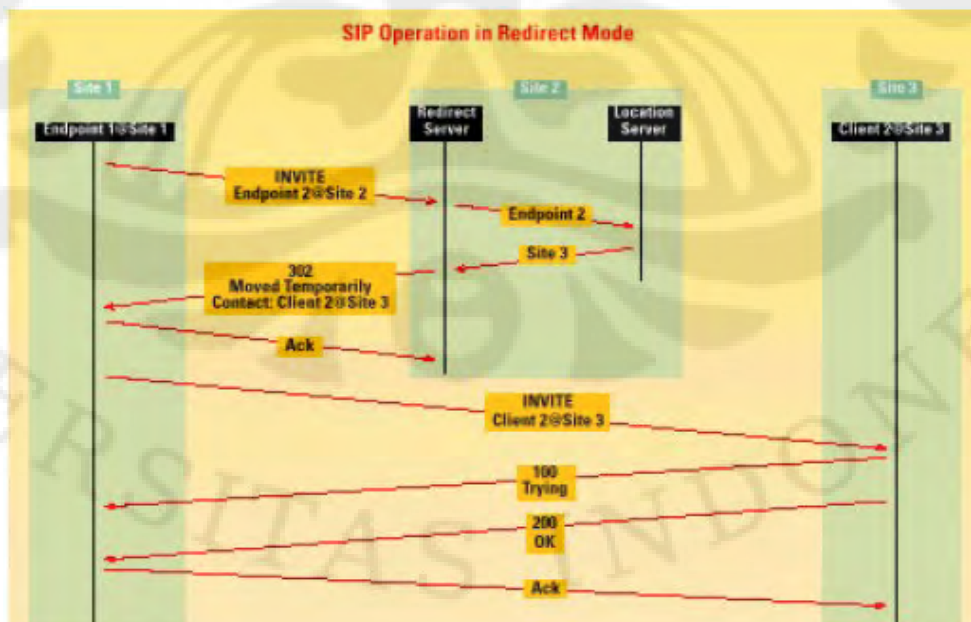 SIP Operation in Redirect Mode
Site 1
Site 2
Site 3
Endpoint 1@Site 1
Redirect
Server
Location
Server
Client 2@Site 3
INVITE
Endpoint 2@Site 2
Endpoint 2
Site 3
302
Moved Temporarily
Contact: Client 2@Site 3
Ack
INVITE
Client 2@Site 3
100
Trying
200
OK
Ack
ERSITAS INDONE